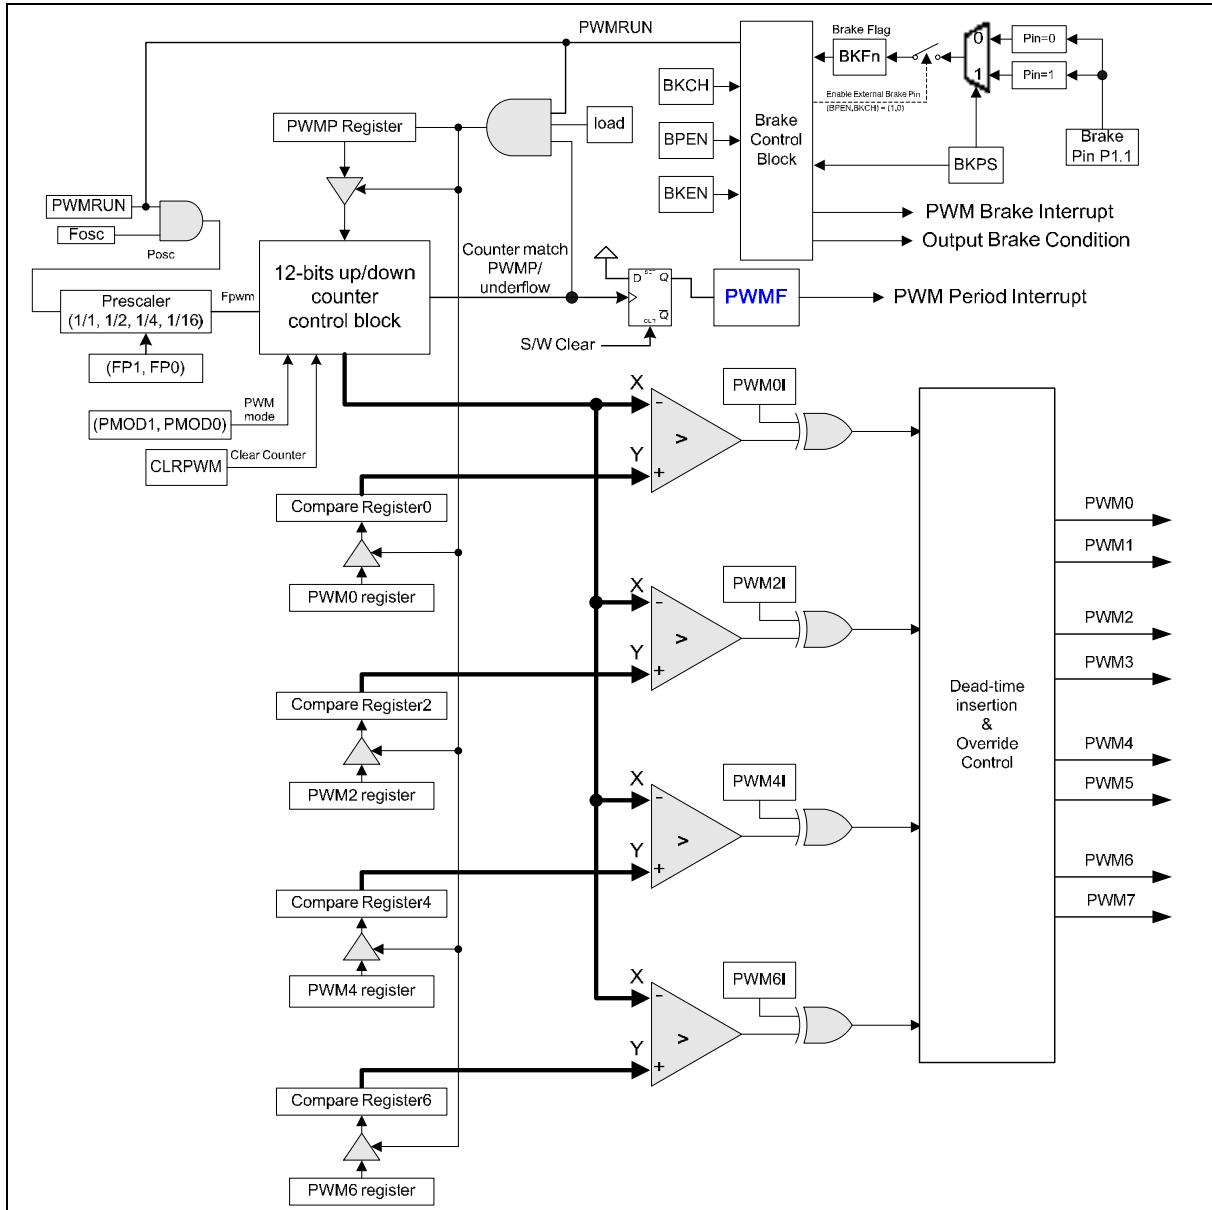 PWMRUN
Brake Flag
BKFn
0
1
Pin=0
Pin=1
BKCH
Enable External Brake Pin
(BPEN,BKCH) = (1,0)
PWMP Register
load
BPEN
Brake
Control
Block
Brake
Pin P1.1
BKPS
BKEN
PWMRUN
Fosc
Posc
PWM Brake Interrupt
Output Brake Condition
12-bits up/down
counter
control block
Counter match
PWMP/
underflow
D
SET
Q
Q
CLR
PWMF
PWM Period Interrupt
Fpwm
Prescaler
(1/1, 1/2, 1/4, 1/16)
S/W Clear
(FP1, FP0)
PWM
mode
(PMOD1, PMOD0)
Clear Counter
CLRPWM
X
-
>
Y
+
PWM0I
Compare Register0
PWM0 register
X
-
>
Y
+
PWM2I
Compare Register2
PWM2 register
X
-
>
Y
+
PWM4I
Compare Register4
PWM4 register
X
-
>
Y
+
PWM6I
Compare Register6
PWM6 register
Dead-time
insertion
&
Override
Control
PWM0
PWM1
PWM2
PWM3
PWM4
PWM5
PWM6
PWM7